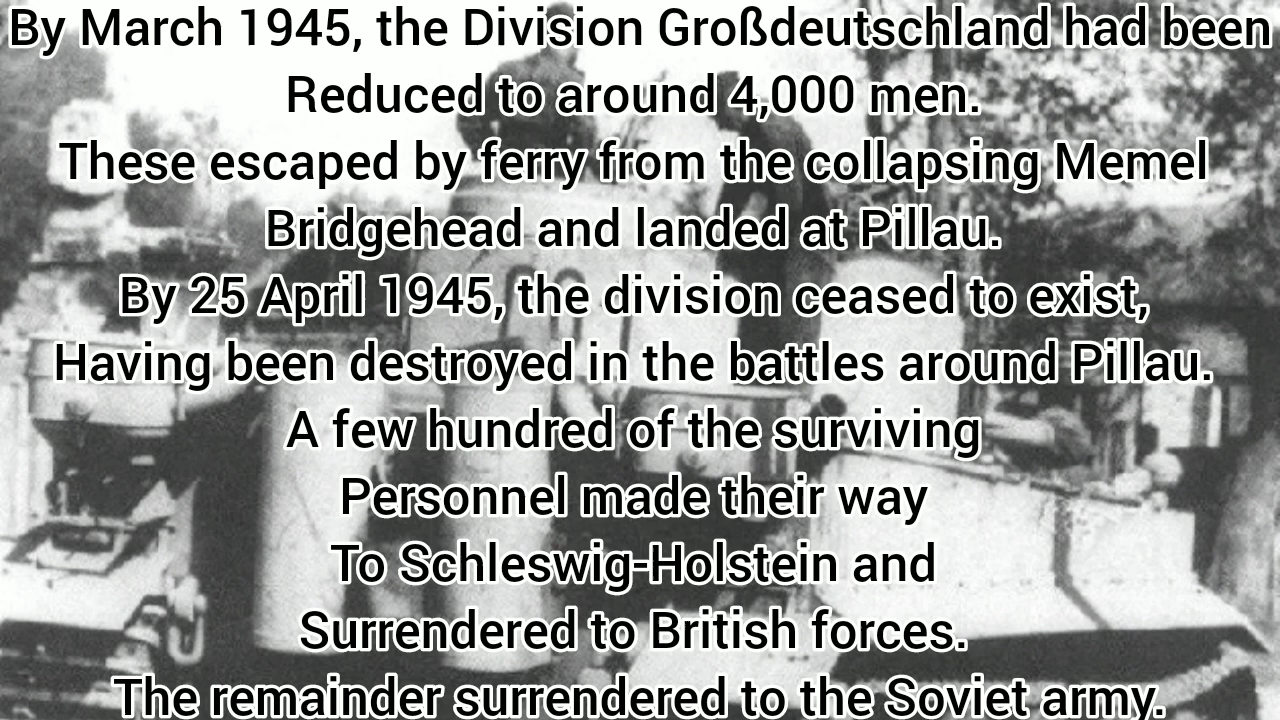 By March 1945, the Division Großdeutschland had been
Reduced to around 4,000 men.
These escaped by ferry from the collapsing Memel
Bridgehead and landed at Pillau.
By 25 April 1945, the division ceased to exist,
Having been destroyed in the battles around Pillau.
A few hundred of the surviving
Personnel made their way
To Schleswig-Holstein and
Surrendered to British forces.
The remainder surrendered to the Soviet army.